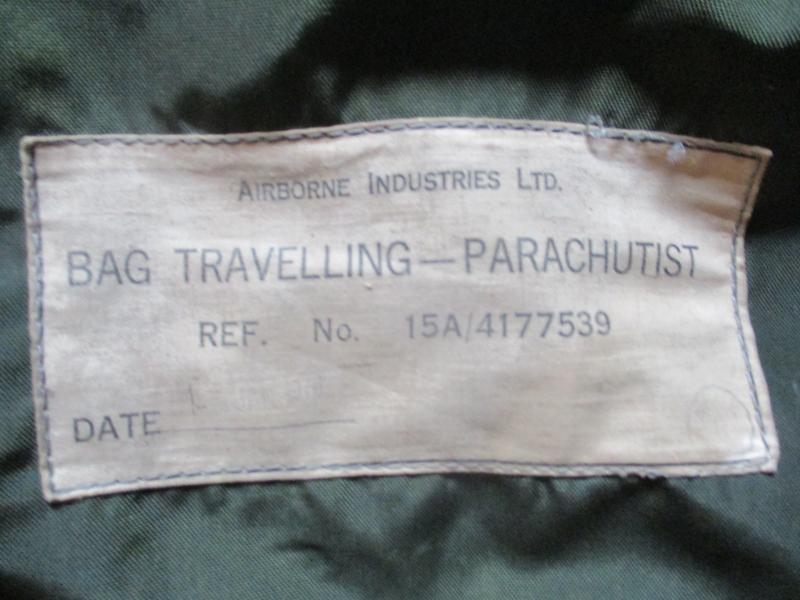 AIRBORNE INDUSTRIES LTD.
BAG TRAVELLING—PARACHUTIST
REF. No. 15A/4177539
DATE